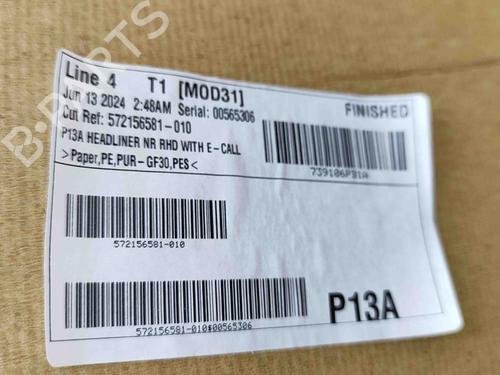 Line 4 T1 [MOD31]
Jun 13 2024 2:48AM Serial: 00565306
Cut Ref: 572156581-010
P13A HEADLINER NR RHD WITH E-CALL
>Paper,PE,PUR-GF30,PES<
FINISHED
739106P31A
572156581-010
572156581-010#00565306
P13A
B-PARTS